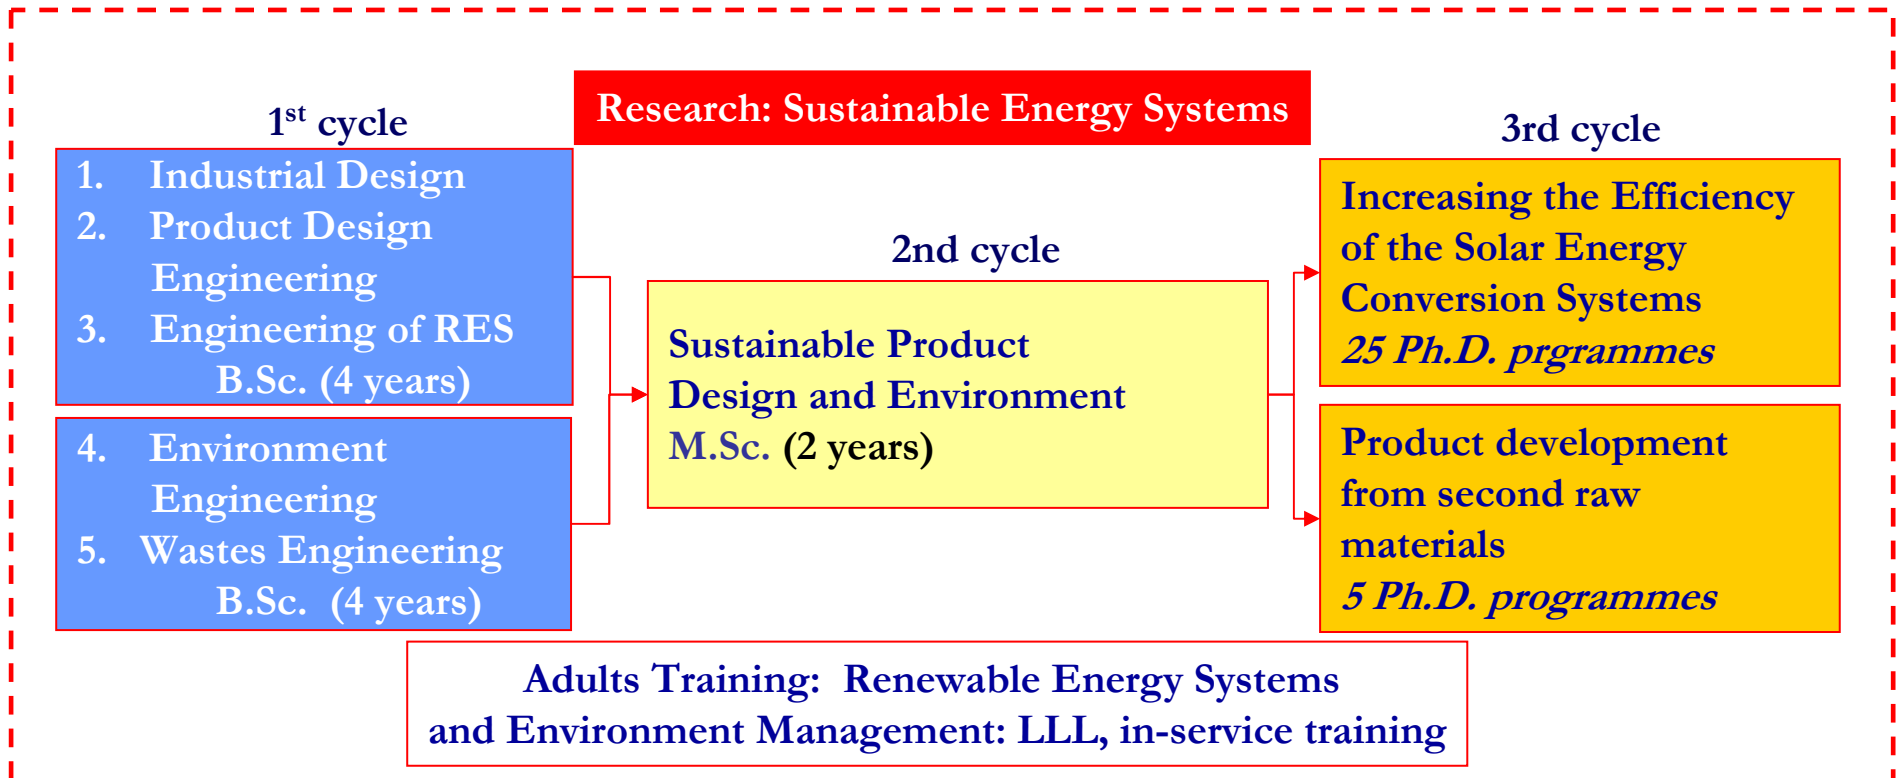 Research: Sustainable Energy Systems
1st cycle
1. Industrial Design
2. Product Design
Engineering
3. Engineering of RES
B.Sc. (4 years)
4. Environment
Engineering
5. Wastes Engineering
B.Sc. (4 years)
2nd cycle
Sustainable Product
Design and Environment
M.Sc. (2 years)
3rd cycle
Increasing the Efficiency
of the Solar Energy
Conversion Systems
25 Ph.D. prgrammes
Product development
from second raw
materials
5 Ph.D. programmes
Adults Training: Renewable Energy Systems
and Environment Management: LLL, in-service training